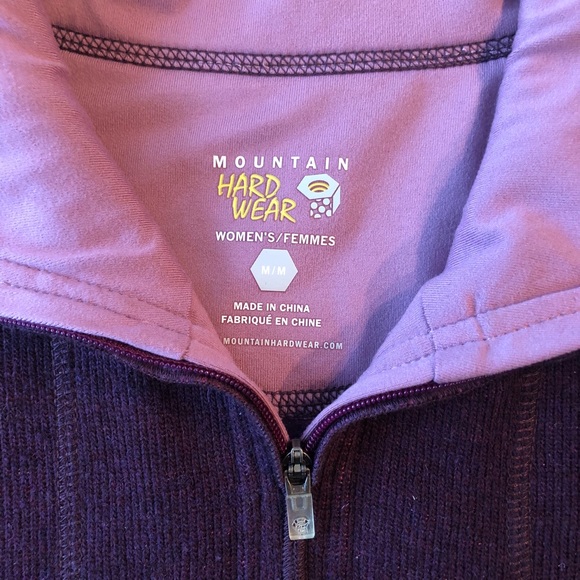 MOUNTAIN
HARD
WEAR
WOMEN'S/FEMMES
M/M
MADE IN CHINA
FABRIQUÉ EN CHINE
MOUNTAINHARDWEAR.COM